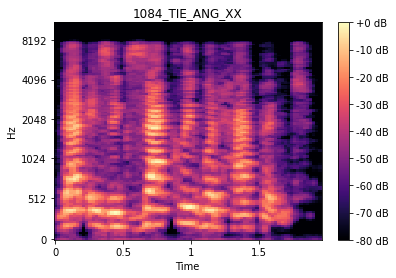 1084_TIE_ANG_XX
8192
4096
2048
1024
512
0
Hz
0
0.5
1
1.5
Time
+0 dB
-10 dB
-20 dB
-30 dB
-40 dB
-50 dB
-60 dB
-70 dB
-80 dB